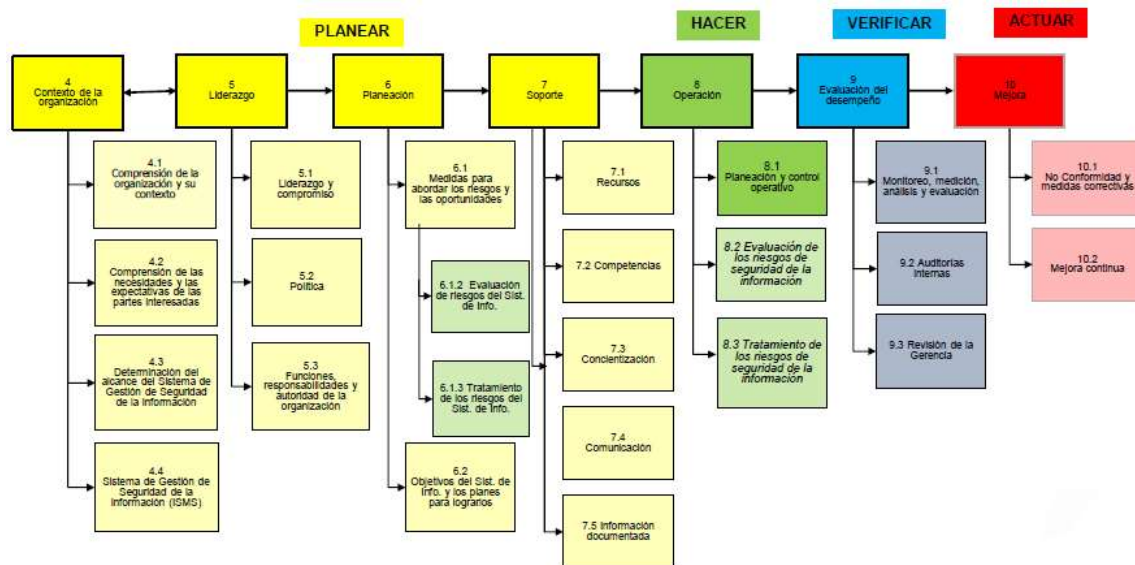 PLANEAR
HACER
VERIFICAR
ACTUAR
4
Contexto de la
organización
5
Liderazgo
6
Planeación
7
Soporte
8
Operación
9
Evaluación del
desempeño
10
Mejora
4.1
Comprensión de la
organización y su
contexto
4.2
Comprensión de las
necesidades y las
expectativas de las
partes interesadas
4.3
Determinación del
alcance del Sistema de
Gestión de Seguridad
de la Información
4.4
Sistema de Gestión de
Seguridad de la
Información (ISMS)
5.1
Liderazgo y
compromiso
5.2
Política
5.3
Funciones,
responsabilidades y
autoridad de la
organización
6.1
Medidas para
abordar los riesgos y
las oportunidades
6.1.2 Evaluación
de riesgos del Sist.
de Info.
6.1.3 Tratamiento
de los riesgos del
Sist. de Info.
6.2
Objetivos del Sist. de
Info. y los planes
para lograrlos
7.1
Recursos
7.2 Competencias
7.3
Concientización
7.4
Comunicación
7.5 Información
documentada
8.1
Planeación y control
operativo
8.2 Evaluación de
los riesgos de
seguridad de la
información
8.3 Tratamiento de
los riesgos de
seguridad de la
información
9.1
Monitoreo, medición,
análisis y evaluación
9.2 Auditorías
Internas
9.3 Revisión de la
Gerencia
10.1
No Conformidad y
medidas correctivas
10.2
Mejora continua